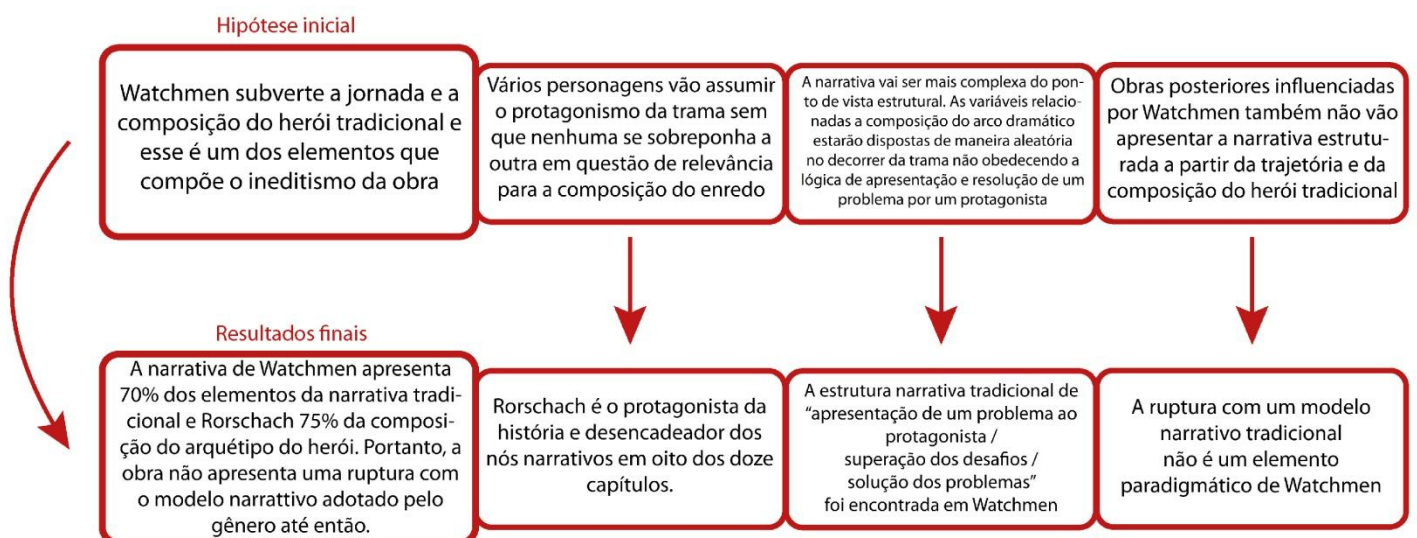 Hipótese inicial
Watchmen subverte a jornada e a
composição do herói tradicional e
esse é um dos elementos que
compõe o ineditismo da obra
Vários personagens vão assumir
o protagonismo da trama sem
que nenhuma se sobreponha a
outra em questão de relevância
para a composição do enredo
A narrativa vai ser mais complexa do pon-
to de vista estrutural. As variáveis relacio-
nadas a composição do arco dramático
estarão dispostas de maneira aleatória
no decorrer da trama não obedecendo a
lógica de apresentação e resolução de um
problema por um protagonista
Obras posteriores influenciadas
por Watchmen também não vão
apresentar a narrativa estrutu-
rada a partir da trajetória e da
composição do herói tradicional
Resultados finais
A narrativa de Watchmen apresenta
70% dos elementos da narrativa tradi-
cional e Rorschach 75% da composi-
ção do arquétipo do herói. Portanto, a
obra não apresenta uma ruptura com
o modelo narrattivo adotado pelo
gênero até então.
Rorschach é o protagonista da
história e desencadeador dos
nós narrativos em oito dos doze
capítulos.
A estrutura narrativa tradicional de
“apresentação de um problema ao
protagonista /
superação dos desafios /
solução dos problemas”
foi encontrada em Watchmen
A ruptura com um modelo
narrativo tradicional
não é um elemento
paradigmático de Watchmen